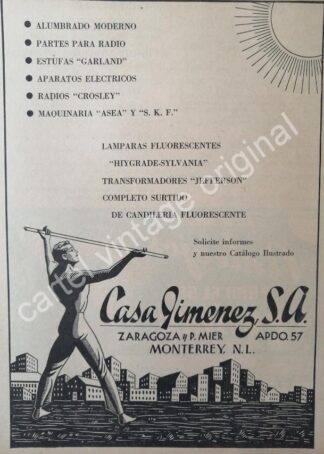 ● ALUMBRADO MODERNO
● PARTES PARA RADIO
● ESTUFAS "GARLAND"
● APARATOS ELECTRICOS
● RADIOS "CROSLEY"
● MAQUINARIA "ASEA" Y "S. K. F."
LAMPARAS FLUORESCENTES
"HIYGRADE-SYLVANIA"
TRANSFORMADORES "JEFFERSON"
COMPLETO SURTIDO
DE CANDILERIA FLUORESCENTE
Solicite informes
y nuestro Catálogo Ilustrado
Casa Jimenez, S.A.
ZARAGOZA y P. MIER APDO. 57
MONTERREY, N. L.
cartel vintage original